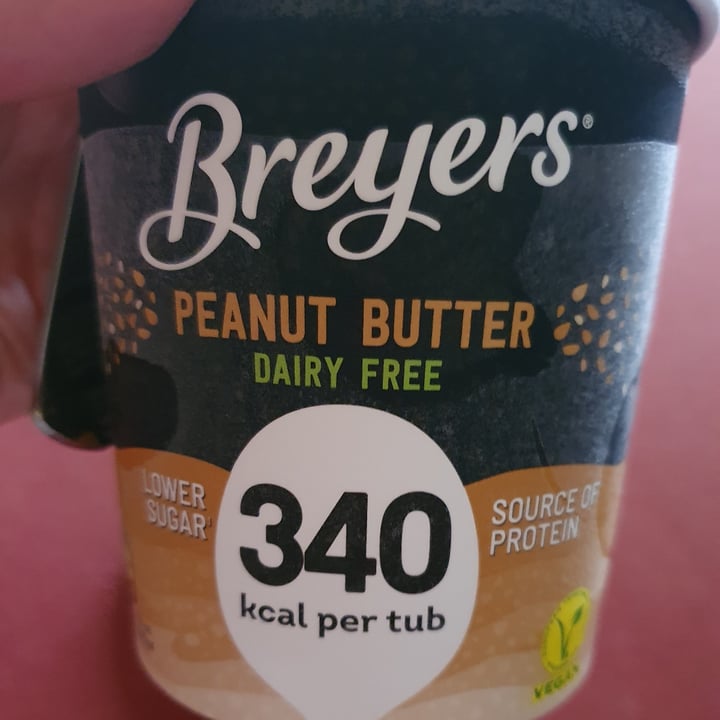 Breyers®
PEANUT BUTTER
DAIRY FREE
LOWER
SUGAR
340
kcal per tub
SOURCE OF
PROTEIN
VEGAN